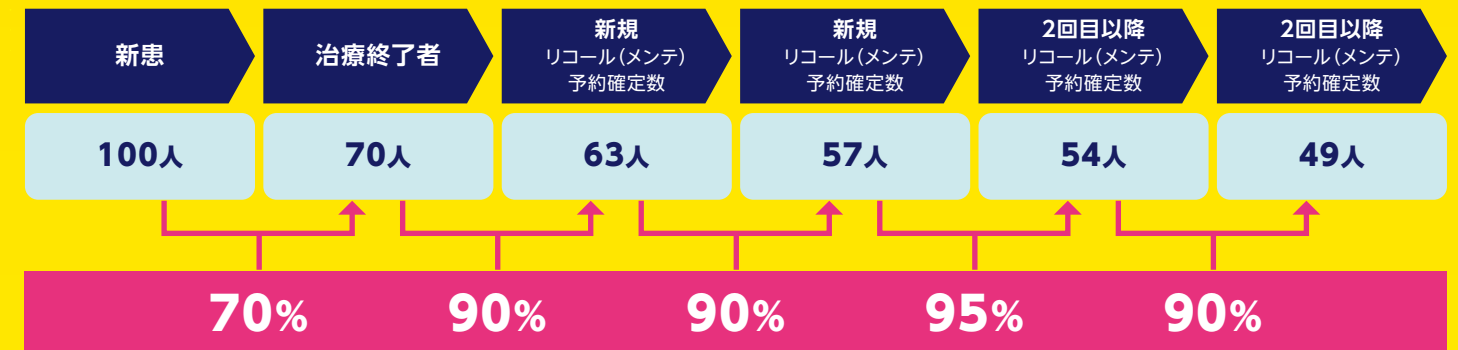 新患
治療終了者
新規
リコール（メンテ）
予約確定数
新規
リコール（メンテ）
予約確定数
2回目以降
リコール（メンテ）
予約確定数
2回目以降
リコール（メンテ）
予約確定数
100人
70人
63人
57人
54人
49人
70%
90%
90%
95%
90%